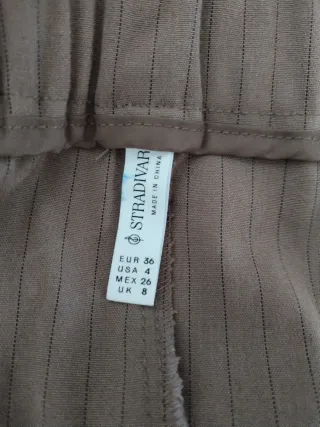 STRADIVAR
MADE IN CHINA
EUR 36
USA 4
MEX 26
UK 8